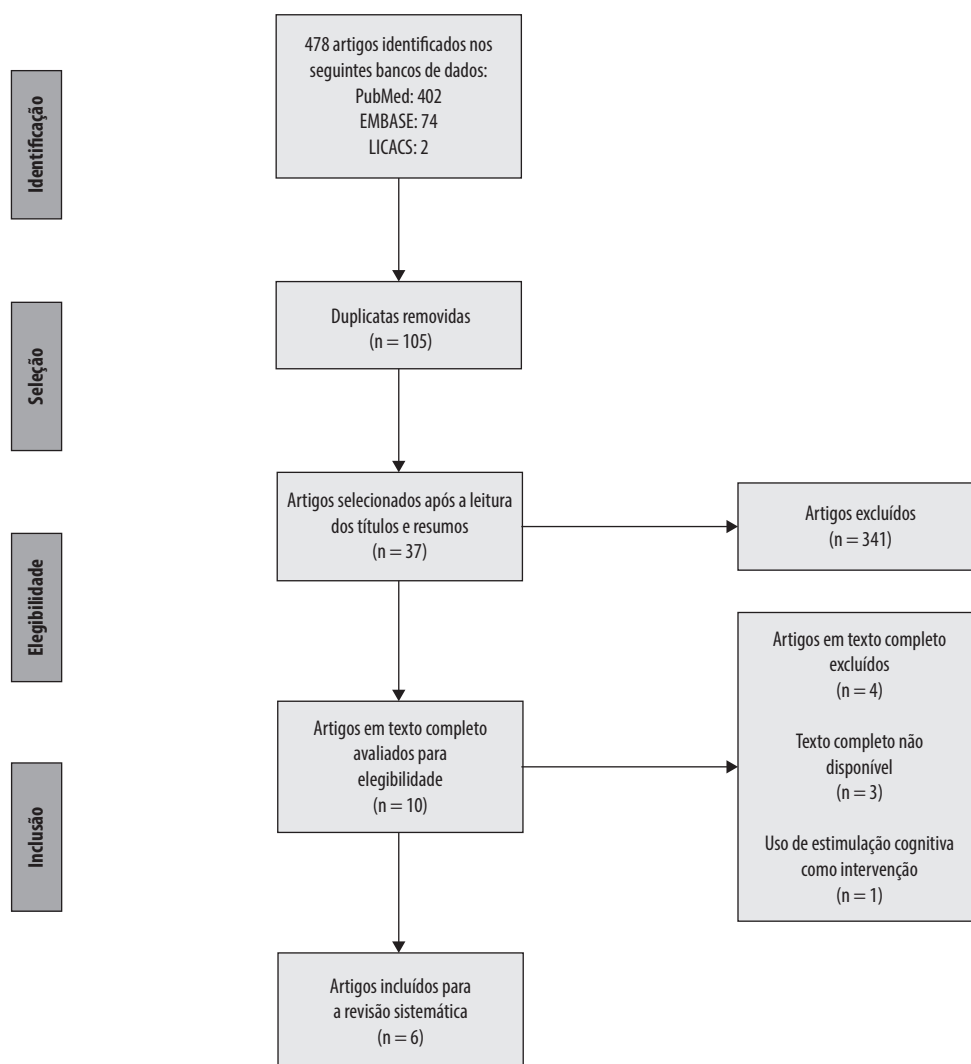 Identificação
478 artigos identificados nos
seguintes bancos de dados:
PubMed: 402
EMBASE: 74
LICACS: 2
Seleção
Duplicatas removidas
(n = 105)
Elegibilidade
Artigos selecionados após a leitura
dos títulos e resumos
(n = 37)
Artigos excluídos
(n = 341)
Artigos em texto completo
avaliados para
elegibilidade
(n = 10)
Artigos em texto completo
excluídos
(n = 4)
Texto completo não
disponível
(n = 3)
Uso de estimulação cognitiva
como intervenção
(n = 1)
Inclusão
Artigos incluídos para
a revisão sistemática
(n = 6)